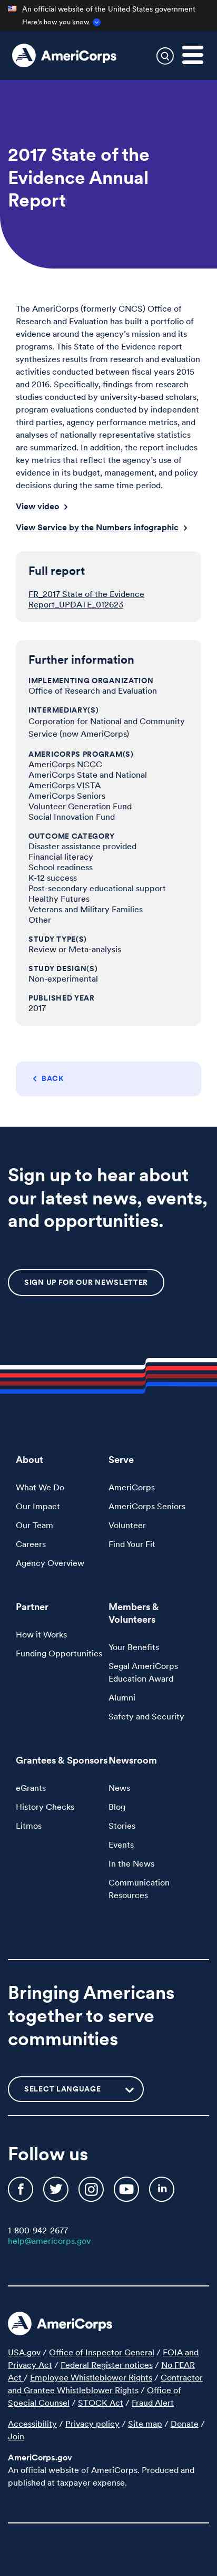 An official website of the United States government
Here's how you know
AmeriCorps
2017 State of the
Evidence Annual
Report
The AmeriCorps (formerly CNCS) Office of
Research and Evaluation has built a portfolio of
evidence around the agency's mission and its
programs. This State of the Evidence report
synthesizes results from research and evaluation
activities conducted between fiscal years 2015
and 2016. Specifically, findings from research
studies conducted by university-based scholars,
program evaluations conducted by independent
third parties, agency performance metrics, and
analyses of nationally representative statistics
are summarized. In addition, the report includes
key metrics that reflect the agency's use of
evidence in its budget, management, and policy
decisions during the same time period.
View video
View Service by the Numbers infographic
Full report
FR_2017 State of the Evidence
Report_UPDATE_012623
Further information
IMPLEMENTING ORGANIZATION
Office of Research and Evaluation
INTERMEDIARY(S)
Corporation for National and Community
Service (now AmeriCorps)
AMERICORPS PROGRAM(S)
AmeriCorps NCCC
AmeriCorps State and National
AmeriCorps VISTA
AmeriCorps Seniors
Volunteer Generation Fund
Social Innovation Fund
OUTCOME CATEGORY
Disaster assistance provided
Financial literacy
School readiness
K-12 success
Post-secondary educational support
Healthy Futures
Veterans and Military Families
Other
STUDY TYPE(S)
Review or Meta-analysis
STUDY DESIGN(S)
Non-experimental
PUBLISHED YEAR
2017
BACK
Sign up to hear about
our latest news, events,
and opportunities.
SIGN UP FOR OUR NEWSLETTER
About
What We Do
Our Impact
Our Team
Careers
Agency Overview
Serve
AmeriCorps
AmeriCorps Seniors
Volunteer
Find Your Fit
Partner
How it Works
Funding Opportunities
Members &
Volunteers
Your Benefits
Segal AmeriCorps
Education Award
Alumni
Safety and Security
Grantees & Sponsors
eGrants
History Checks
Litmos
Newsroom
News
Blog
Stories
Events
In the News
Communication
Resources
Bringing Americans
together to serve
communities
SELECT LANGUAGE
Follow us
1-800-942-2677
help@americorps.gov
AmeriCorps
USA.gov / Office of Inspector General / FOIA and
Privacy Act / Federal Register notices / No FEAR
Act / Employee Whistleblower Rights / Contractor
and Grantee Whistleblower Rights / Office of
Special Counsel / STOCK Act / Fraud Alert
Accessibility / Privacy policy / Site map / Donate /
Join
AmeriCorps.gov
An official website of AmeriCorps. Produced and
published at taxpayer expense.